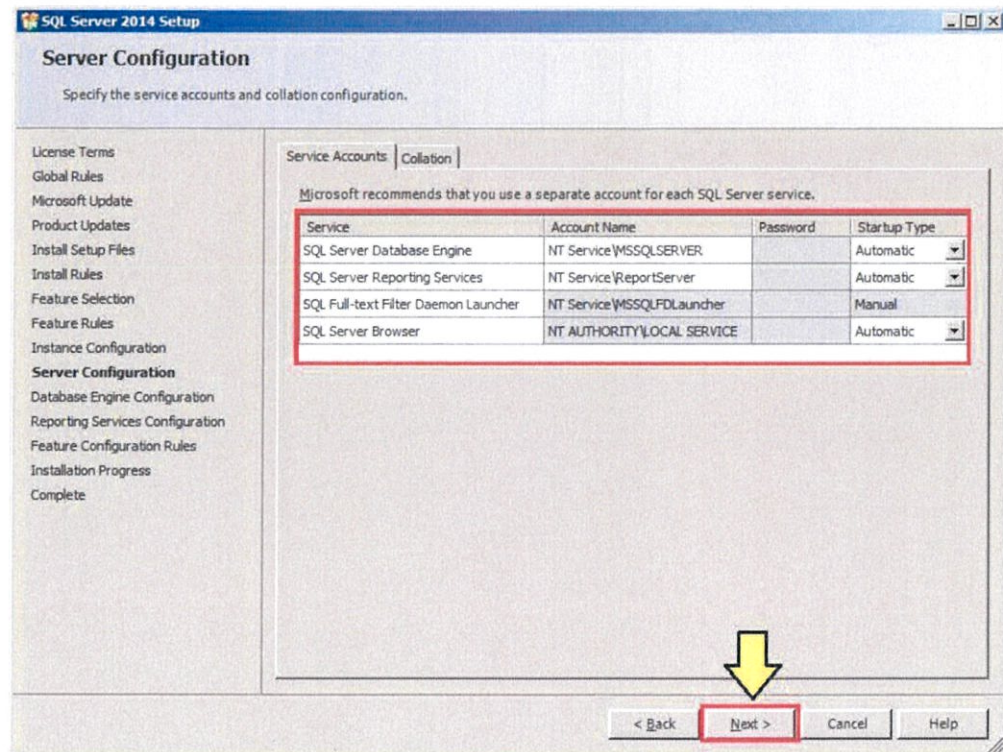 SQL Server 2014 Setup
Server Configuration
Specify the service accounts and collation configuration.
License Terms
Global Rules
Microsoft Update
Product Updates
Install Setup Files
Install Rules
Feature Selection
Feature Rules
Instance Configuration
Server Configuration
Database Engine Configuration
Reporting Services Configuration
Feature Configuration Rules
Installation Progress
Complete
Service Accounts Collation
Microsoft recommends that you use a separate account for each SQL Server service.
Service Account Name Password Startup Type
SQL Server Database Engine NT Service\MSSQLSERVER Automatic
SQL Server Reporting Services NT Service\ReportServer Automatic
SQL Full-text Filter Daemon Launcher NT Service\MSSQLFDLauncher Manual
SQL Server Browser NT AUTHORITY\LOCAL SERVICE Automatic
< Back Next > Cancel Help